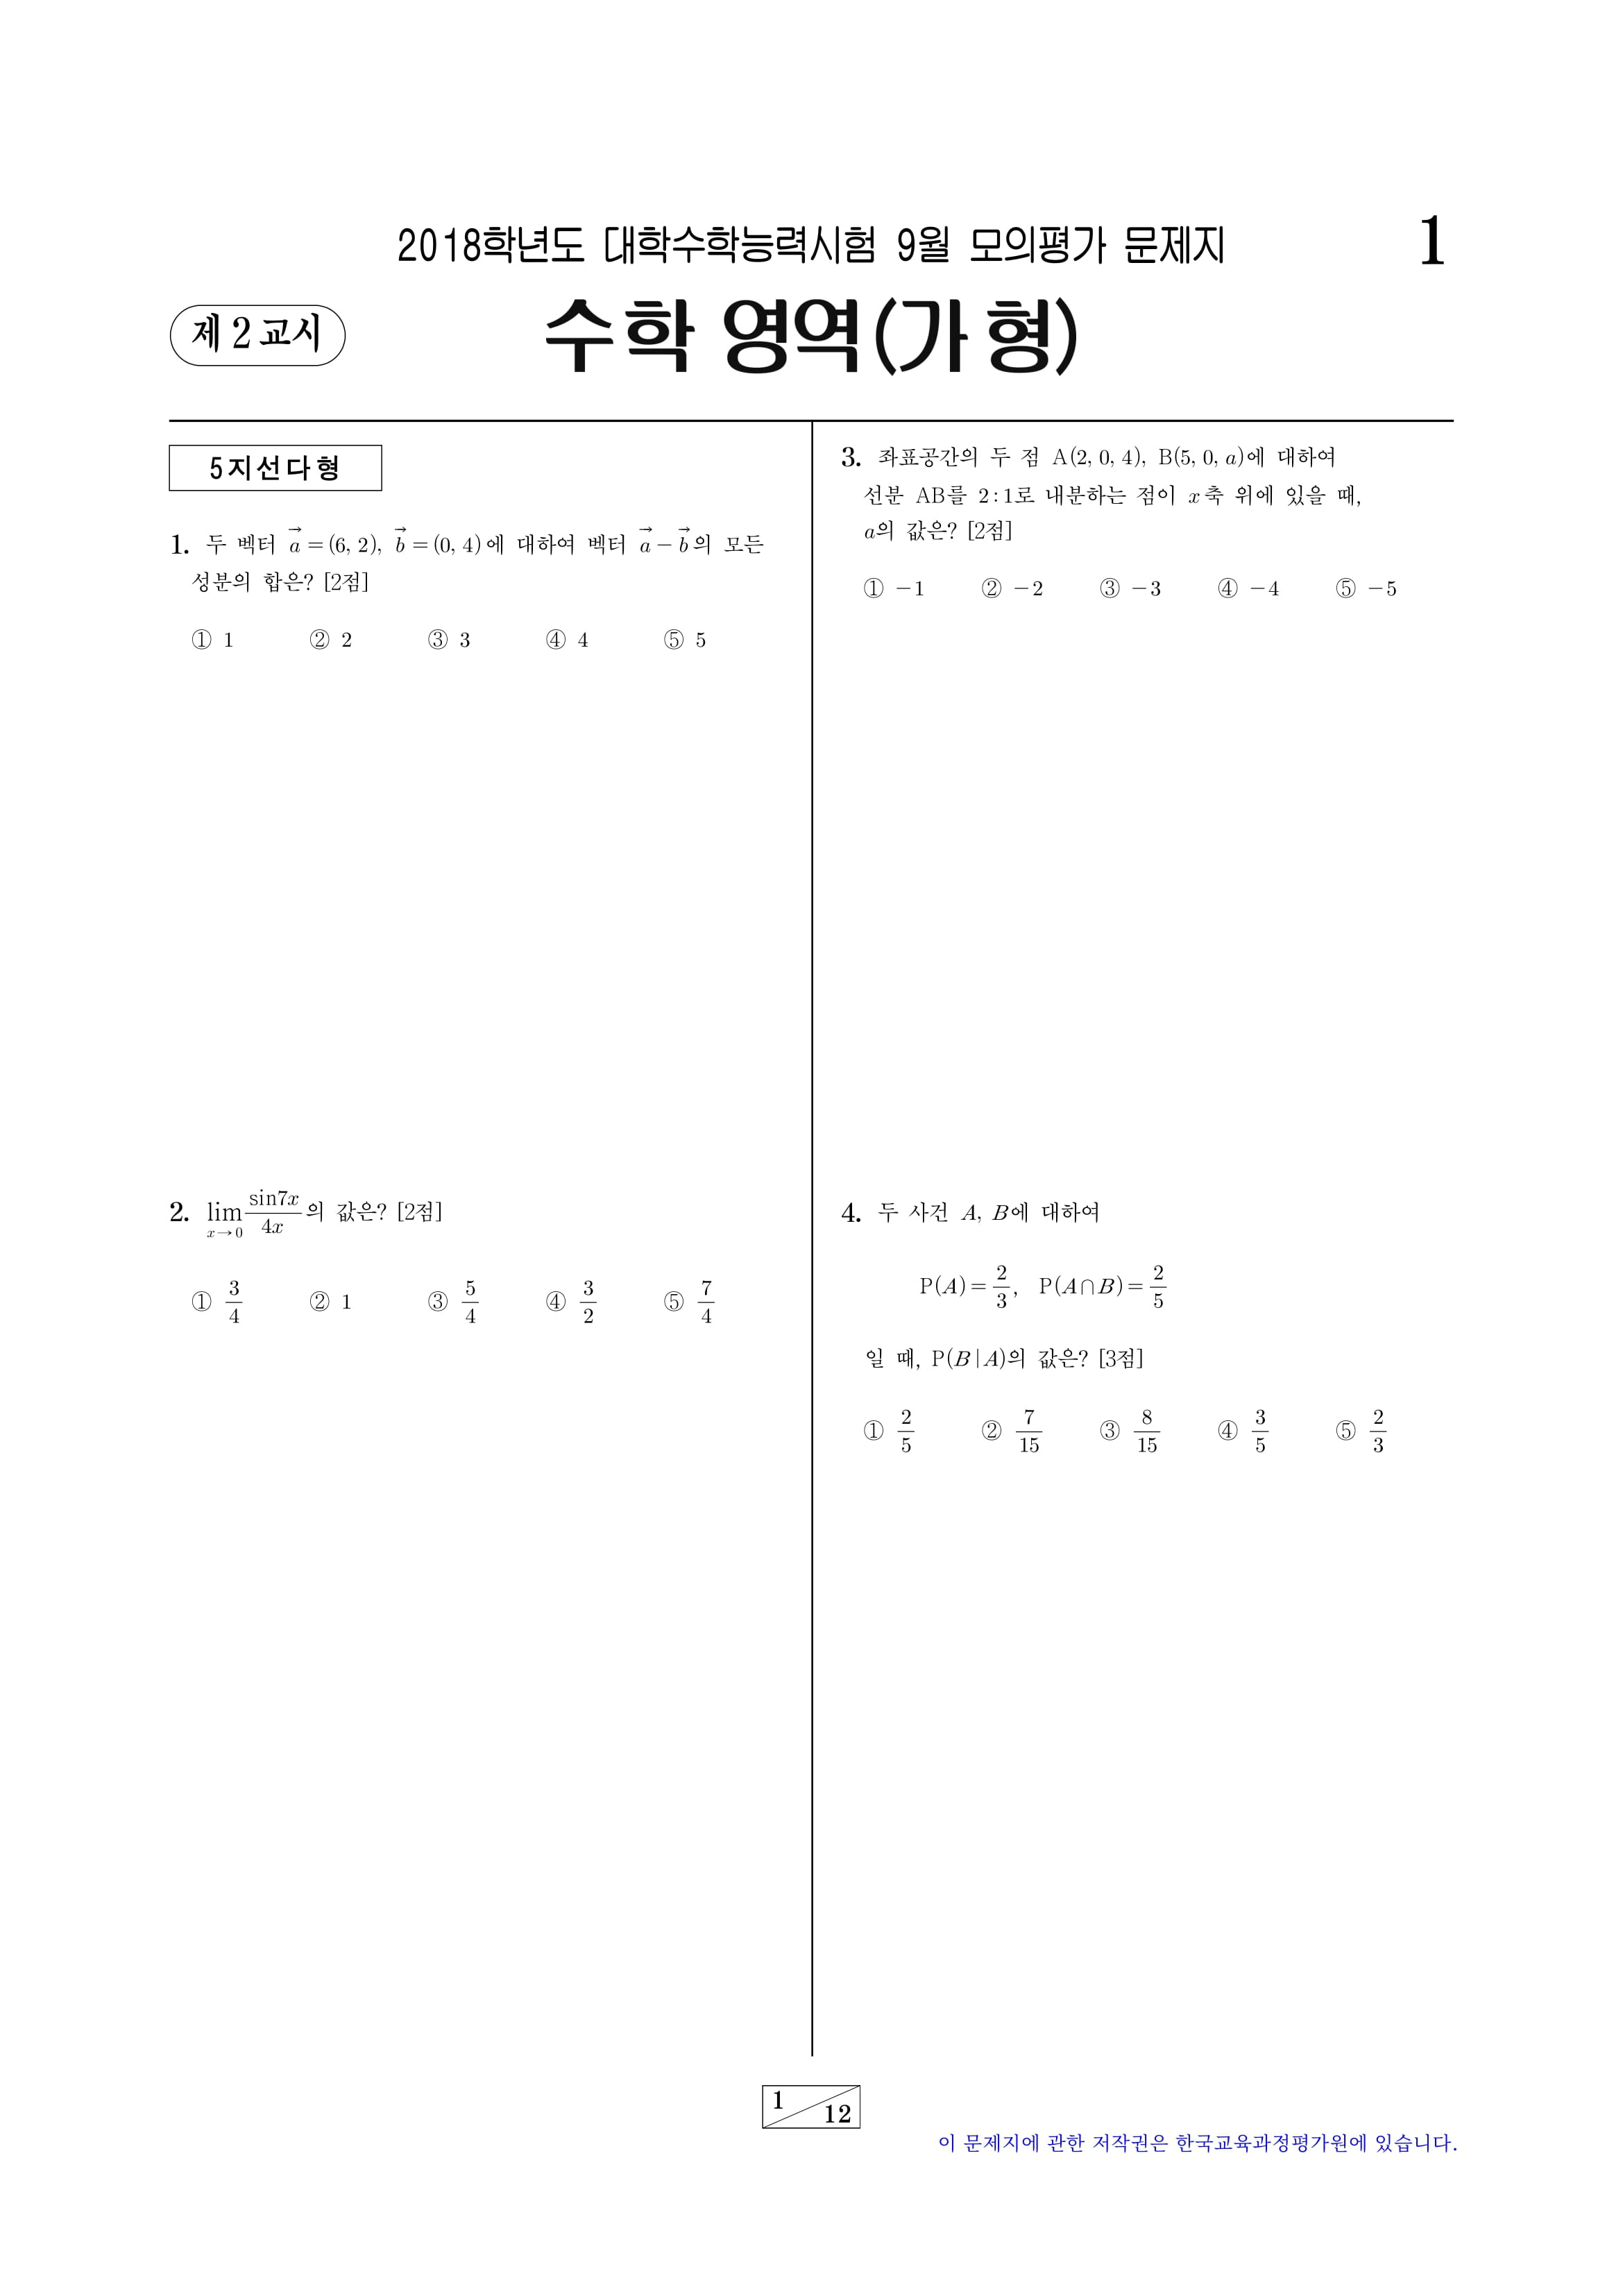 2018학년도 대학수학능력시험 9월 모의평가 문제지
1
제 2 교시
수학 영역(가 형)
5지선다형
1. 두 벡터 $\vec{a}=(6, 2)$, $\vec{b}=(0, 4)$에 대하여 벡터 $\vec{a}-\vec{b}$의 모든
성분의 합은? [2점]
① 1 ② 2 ③ 3 ④ 4 ⑤ 5
2. $\lim_{x \to 0} \frac{\sin 7x}{4x}$의 값은? [2점]
① $\frac{3}{4}$ ② 1 ③ $\frac{5}{4}$ ④ $\frac{3}{2}$ ⑤ $\frac{7}{4}$
3. 좌표공간의 두 점 A(2, 0, 4), B(5, 0, $a$)에 대하여
선분 AB를 2:1로 내분하는 점이 $x$축 위에 있을 때,
$a$의 값은? [2점]
① −1 ② −2 ③ −3 ④ −4 ⑤ −5
4. 두 사건 $A$, $B$에 대하여
$P(A)=\frac{2}{3}$, $P(A \cap B)=\frac{2}{5}$
일 때, $P(B|A)$의 값은? [3점]
① $\frac{2}{5}$ ② $\frac{7}{15}$ ③ $\frac{8}{15}$ ④ $\frac{3}{5}$ ⑤ $\frac{2}{3}$
1
12
이 문제지에 관한 저작권은 한국교육과정평가원에 있습니다.